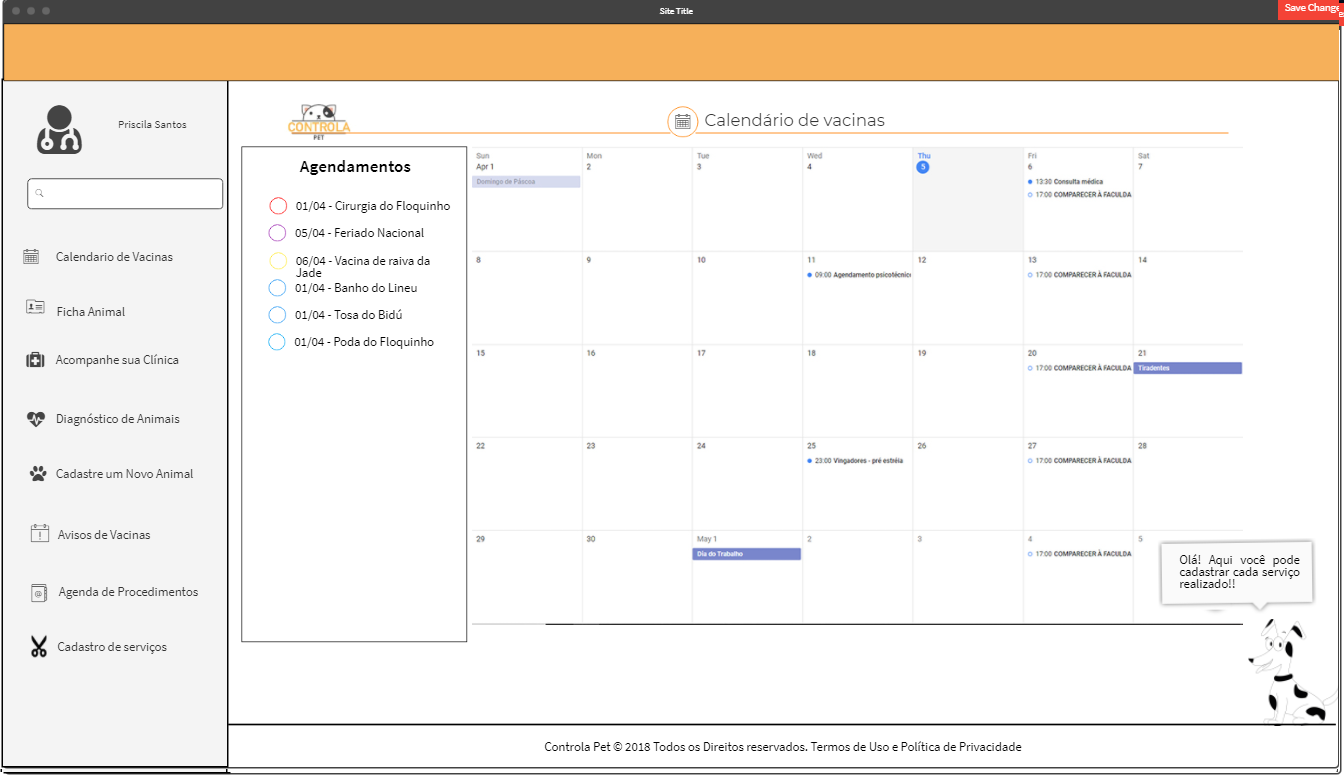 Site Title
Save Change
Priscila Santos
Calendario de Vacinas
Ficha Animal
Acompanhe sua Clínica
Diagnóstico de Animais
Cadastre um Novo Animal
Avisos de Vacinas
Agenda de Procedimentos
Cadastro de serviços
CONTROLA
PET
Calendário de vacinas
Agendamentos
01/04 - Cirurgia do Floquinho
05/04 - Feriado Nacional
06/04 - Vacina de raiva da
Jade
01/04 - Banho do Lineu
01/04 - Tosa do Bidú
01/04 - Poda do Floquinho
Sun Mon Tue Wed Thu Fri Sat
Apr 1 2 3 4 5 6 7
Domingo de Páscoa
13:30 Consulta médica
17:00 COMPARECER À FACULDA
8 9 10 11 12 13 14
09:00 Agendamento psicotécnico
17:00 COMPARECER À FACULDA
15 16 17 18 19 20 21
17:00 COMPARECER À FACULDA
Tiradentes
22 23 24 25 26 27 28
23:00 Vingadores - pré estréia
17:00 COMPARECER À FACULDA
29 30 May 1 2 3 4 5
Dia do Trabalho
17:00 COMPARECER À FACULDA
Olá! Aqui você pode
cadastrar cada serviço
realizado!!
Controla Pet © 2018 Todos os Direitos reservados. Termos de Uso e Política de Privacidade